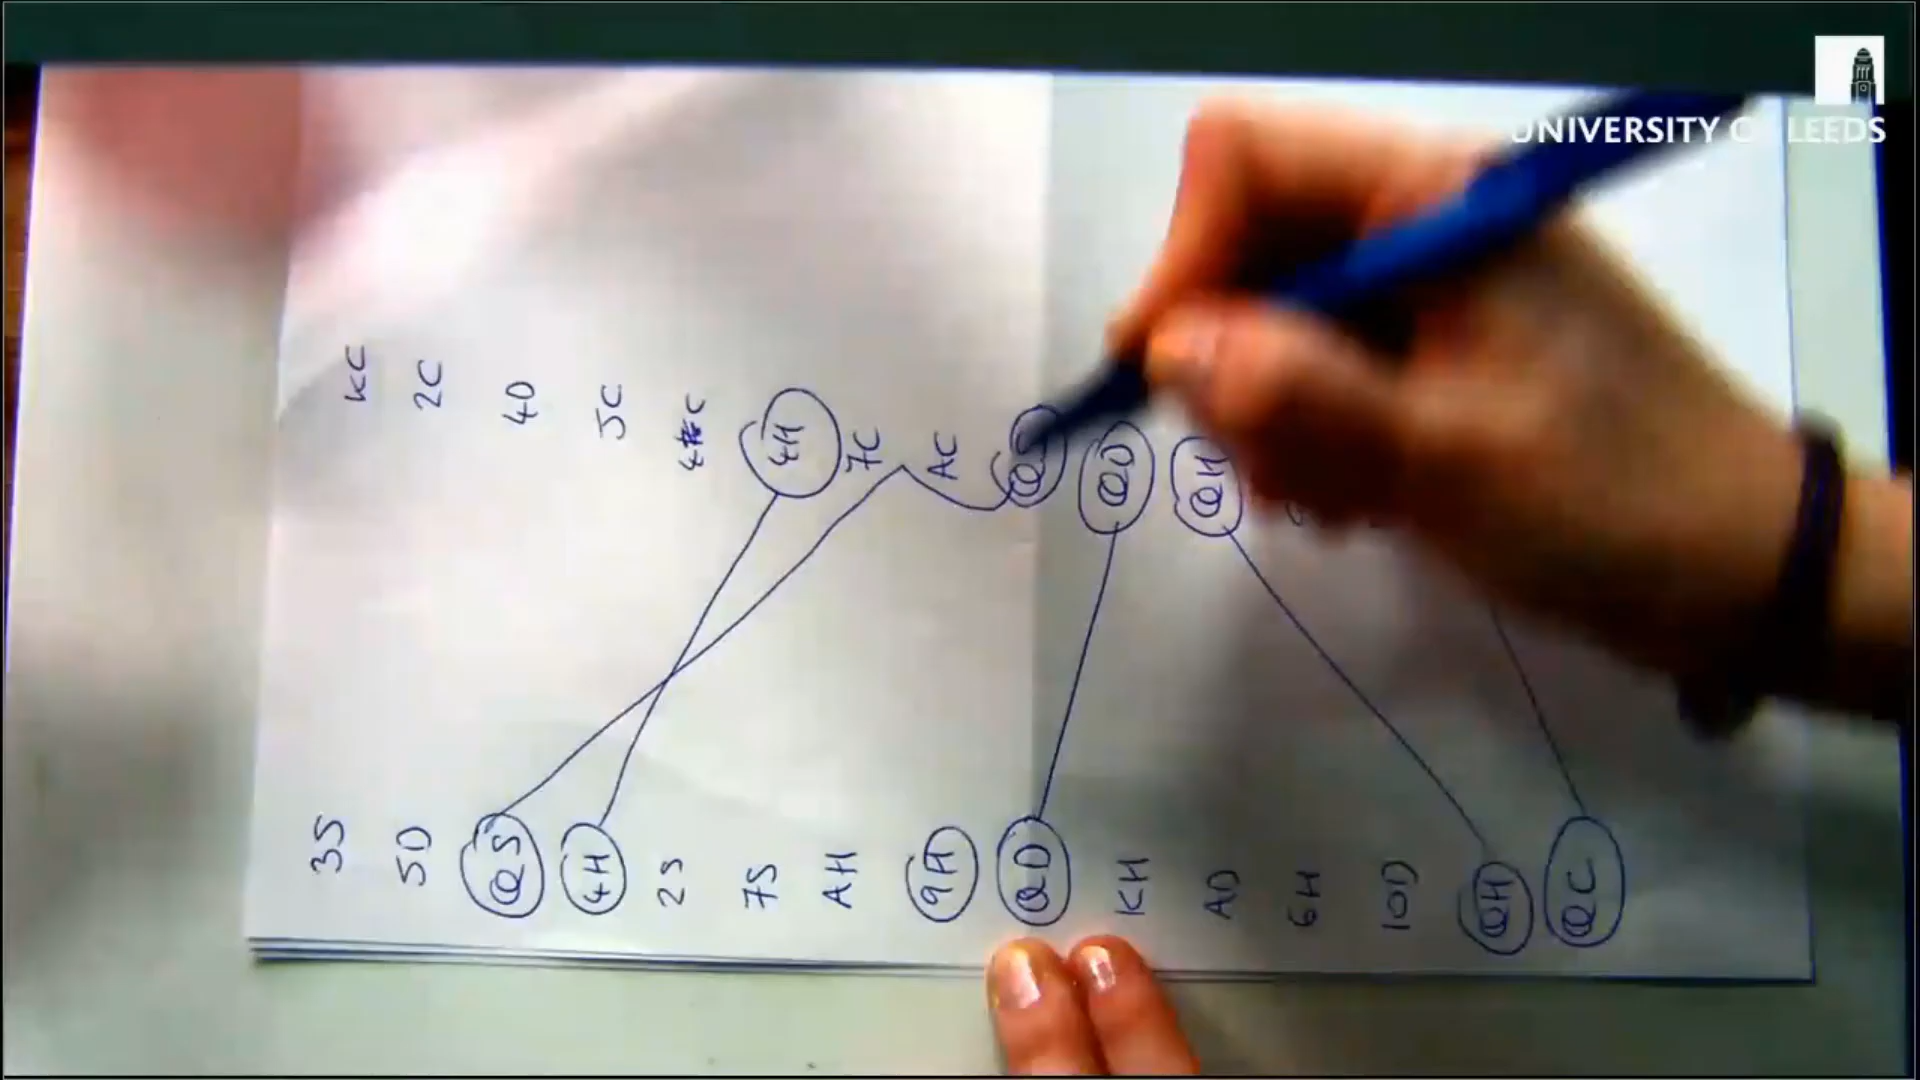 UNIVERSITY OF LEEDS
3S
5D
QS
4H
2S
7S
AH
9H
QD
KH
AD
6H
10D
QH
QC
KC
2C
4D
JC
4H
7C
AC
QS
QD
QH